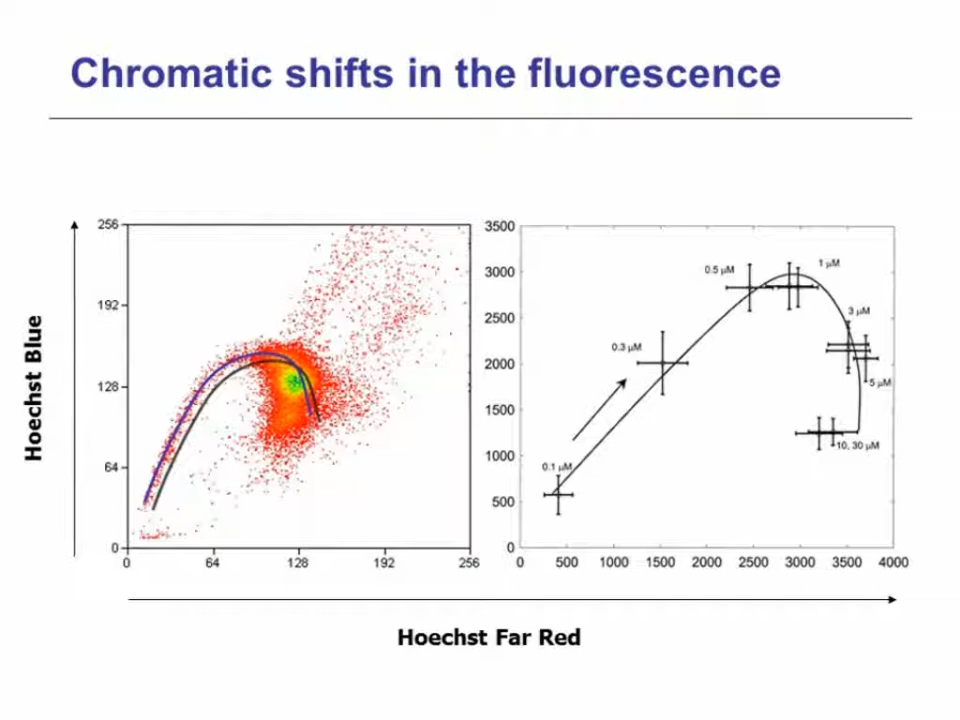 Chromatic shifts in the fluorescence
Hoechst Blue
256
192
128
64
0
0 64 128 192 256
3500
3000
2500
2000
1500
1000
500
0
0 500 1000 1500 2000 2500 3000 3500 4000
0.1 µM
0.3 µM
0.5 µM
1 µM
3 µM
5 µM
10, 30 µM
Hoechst Far Red